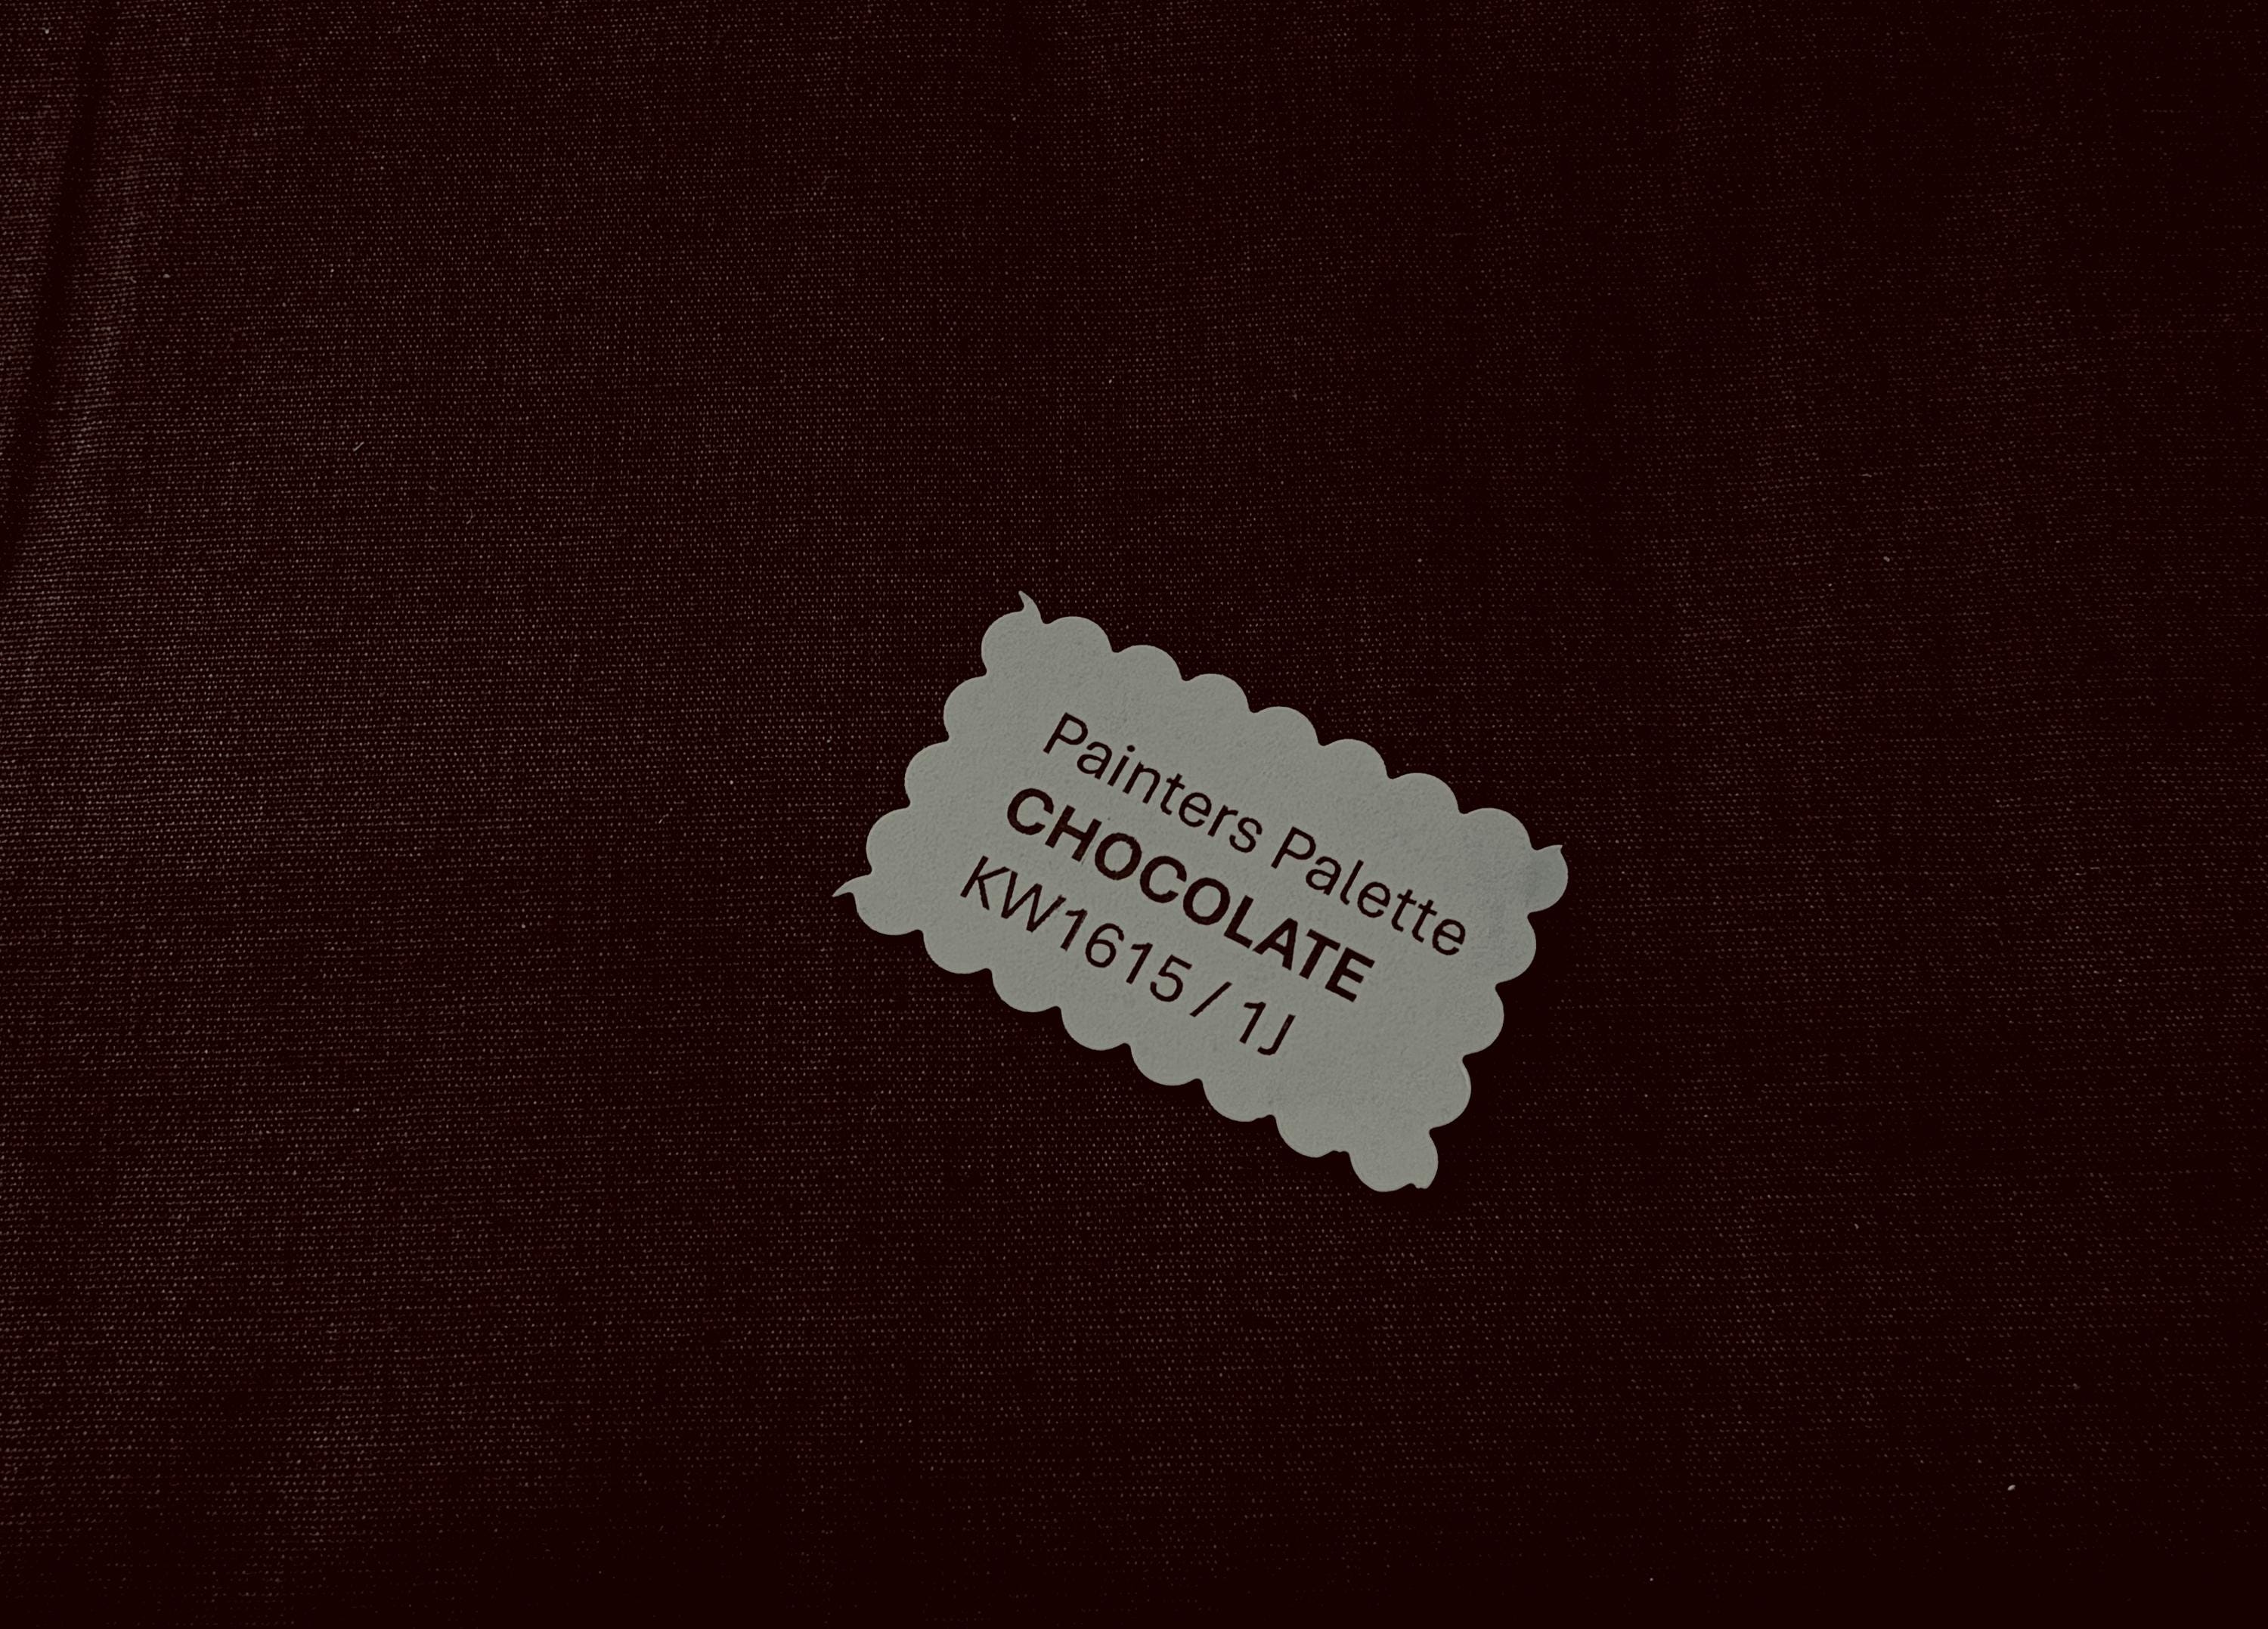 Painters Palette
CHOCOLATE
KW1615 / 1J